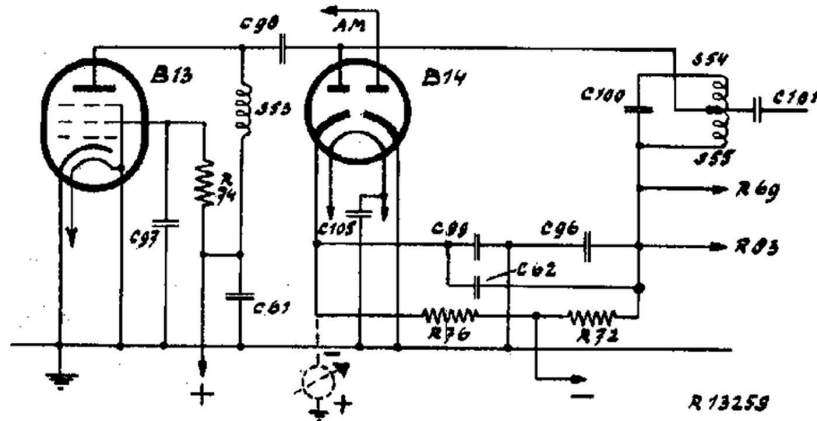 C98
AM
B13
B14
S53
S54
C100
C101
S55
R74
C97
C105
C99
C96
R69
R83
C62
C61
R76
R72
-
+
+
-
R13259